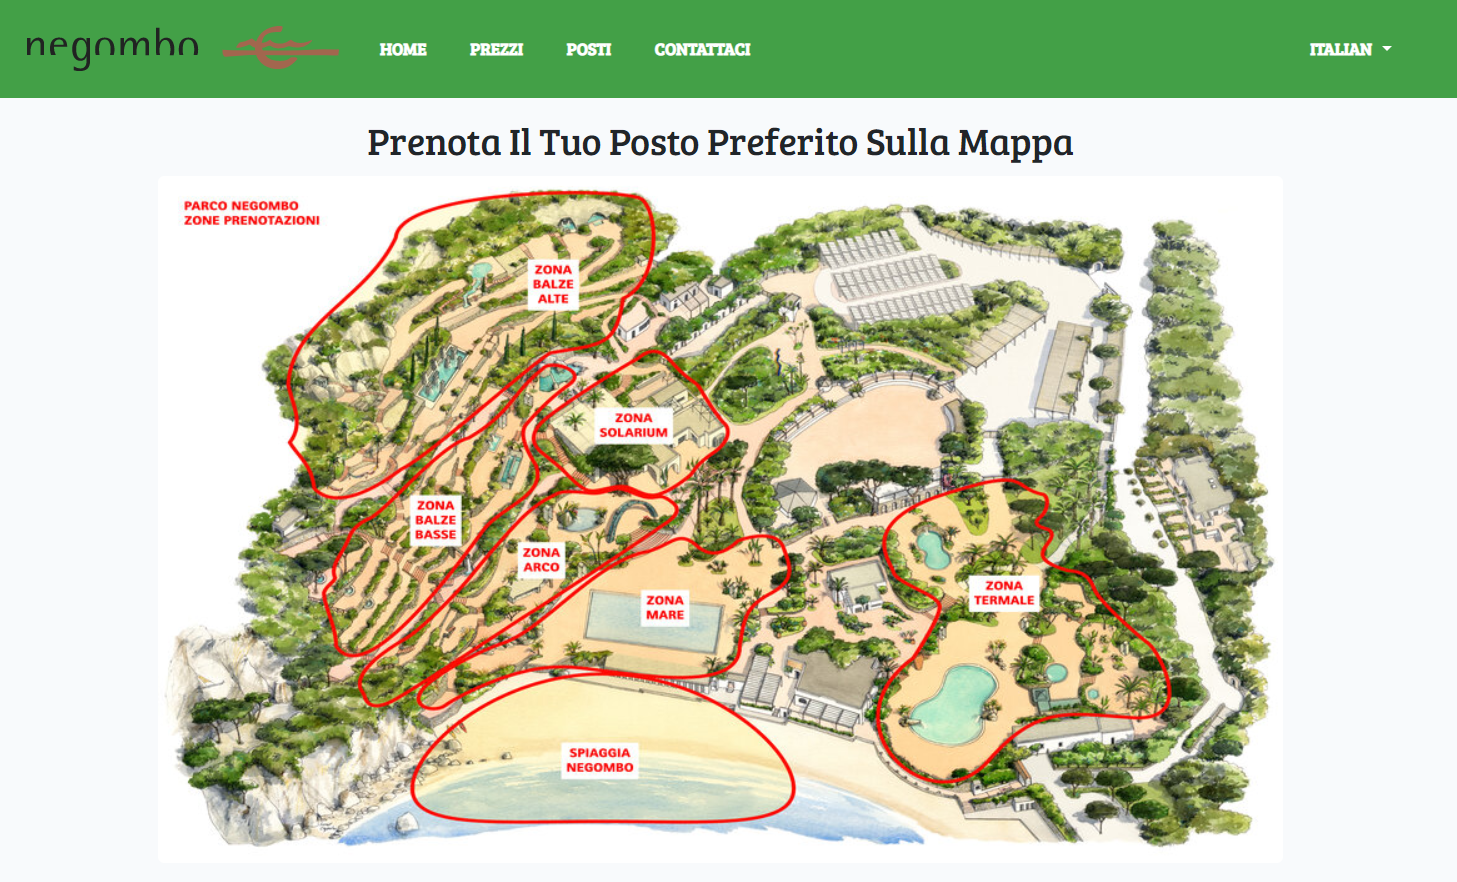 negombo
HOME PREZZI POSTI CONTATTACI ITALIAN
Prenota Il Tuo Posto Preferito Sulla Mappa
PARCO NEGOMBO
ZONE PRENOTAZIONI
ZONA
BALZE
ALTE
ZONA
SOLARIUM
ZONA
BALZE
BASSE
ZONA
ARCO
ZONA
MARE
ZONA
TERMALE
SPIAGGIA
NEGOMBO